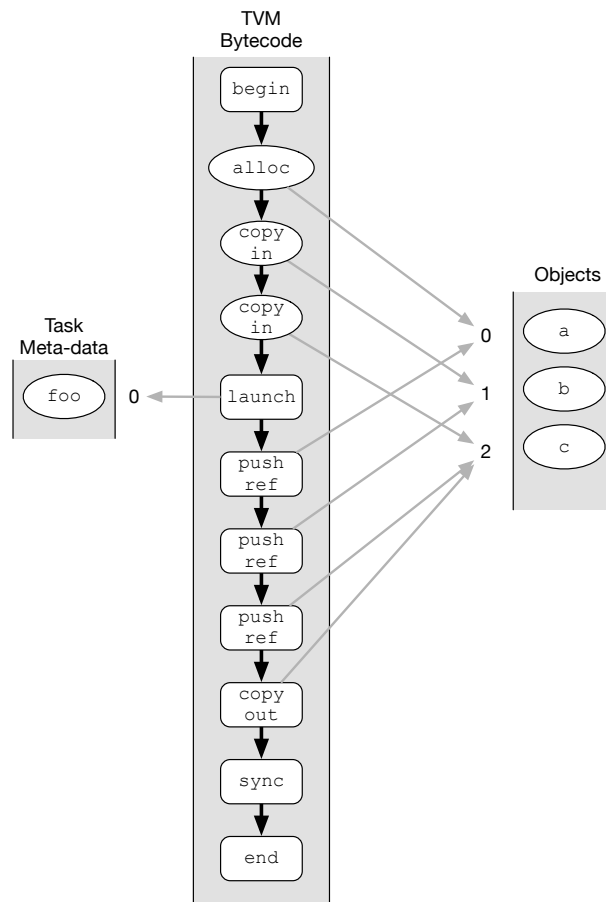 TVM
Bytecode
begin
alloc
copy
in
copy
in
launch
push
ref
push
ref
push
ref
copy
out
sync
end
Task
Meta-data
foo
0
Objects
0
a
1
b
2
c